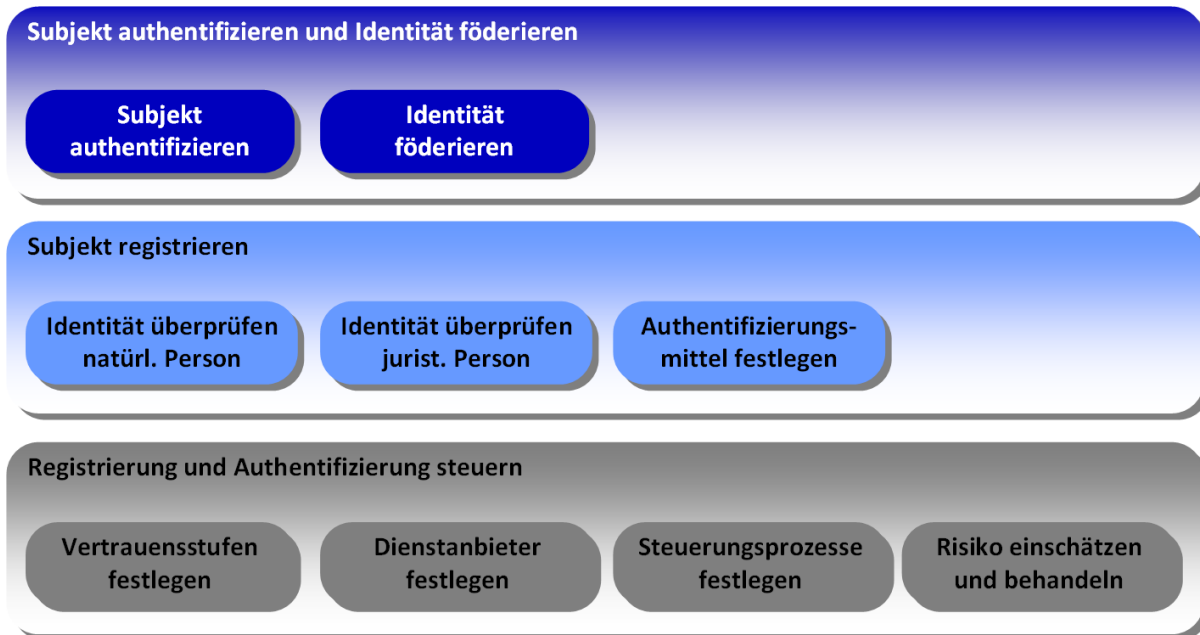 Subjekt authentifizieren und Identität föderieren
Subjekt
authentifizieren
Identität
föderieren
Subjekt registrieren
Identität überprüfen
natürl. Person
Identität überprüfen
jurist. Person
Authentifizierungs-
mittel festlegen
Registrierung und Authentifizierung steuern
Vertrauensstufen
festlegen
Dienstanbieter
festlegen
Steuerungsprozesse
festlegen
Risiko einschätzen
und behandeln